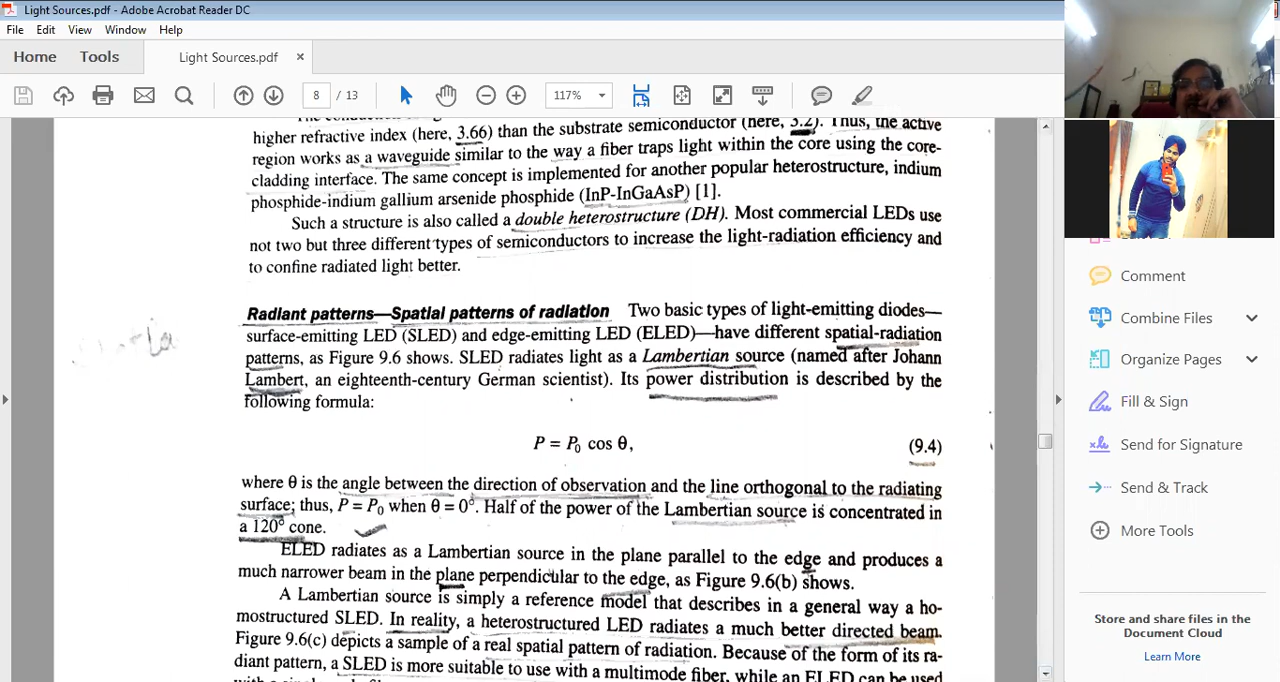 Light Sources.pdf - Adobe Acrobat Reader DC
File Edit View Window Help
Home Tools Light Sources.pdf ×
8 / 13 117%
higher refractive index (here, 3.66) than the substrate semiconductor (here, 3.2). Thus, the active
region works as a waveguide similar to the way a fiber traps light within the core using the core-
cladding interface. The same concept is implemented for another popular heterostructure, indium
phosphide-indium gallium arsenide phosphide (InP-InGaAsP) [1].
Such a structure is also called a double heterostructure (DH). Most commercial LEDs use
not two but three different types of semiconductors to increase the light-radiation efficiency and
to confine radiated light better.
Radiant patterns—Spatial patterns of radiation Two basic types of light-emitting diodes—
surface-emitting LED (SLED) and edge-emitting LED (ELED)—have different spatial-radiation
patterns, as Figure 9.6 shows. SLED radiates light as a Lambertian source (named after Johann
Lambert, an eighteenth-century German scientist). Its power distribution is described by the
following formula:
P = P₀ cos θ, (9.4)
where θ is the angle between the direction of observation and the line orthogonal to the radiating
surface; thus, P = P₀ when θ = 0°. Half of the power of the Lambertian source is concentrated in
a 120° cone.
ELED radiates as a Lambertian source in the plane parallel to the edge and produces a
much narrower beam in the plane perpendicular to the edge, as Figure 9.6(b) shows.
A Lambertian source is simply a reference model that describes in a general way a ho-
mostructured SLED. In reality, a heterostructured LED radiates a much better directed beam.
Figure 9.6(c) depicts a sample of a real spatial pattern of radiation. Because of the form of its ra-
diant pattern, a SLED is more suitable to use with a multimode fiber, while an ELED can be used
Comment
Combine Files
Organize Pages
Fill & Sign
Send for Signature
Send & Track
More Tools
Store and share files in the
Document Cloud
Learn More